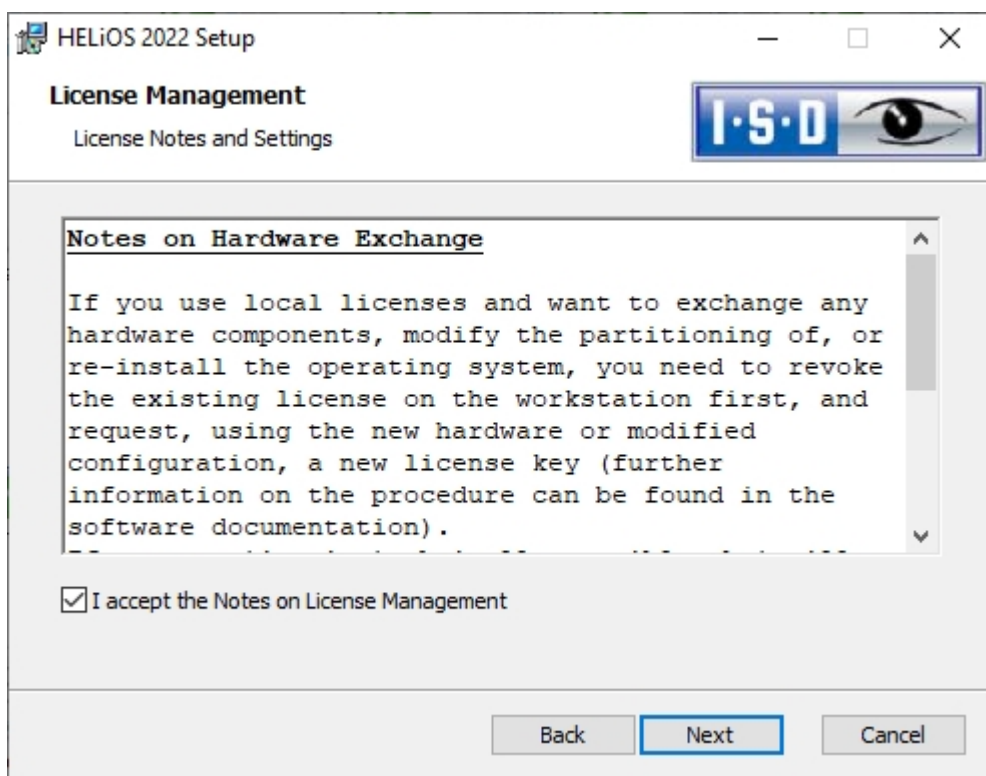 HELiOS 2022 Setup
License Management
License Notes and Settings
I·S·D
Notes on Hardware Exchange
If you use local licenses and want to exchange any
hardware components, modify the partitioning of, or
re-install the operating system, you need to revoke
the existing license on the workstation first, and
request, using the new hardware or modified
configuration, a new license key (further
information on the procedure can be found in the
software documentation).
I accept the Notes on License Management
Back
Next
Cancel